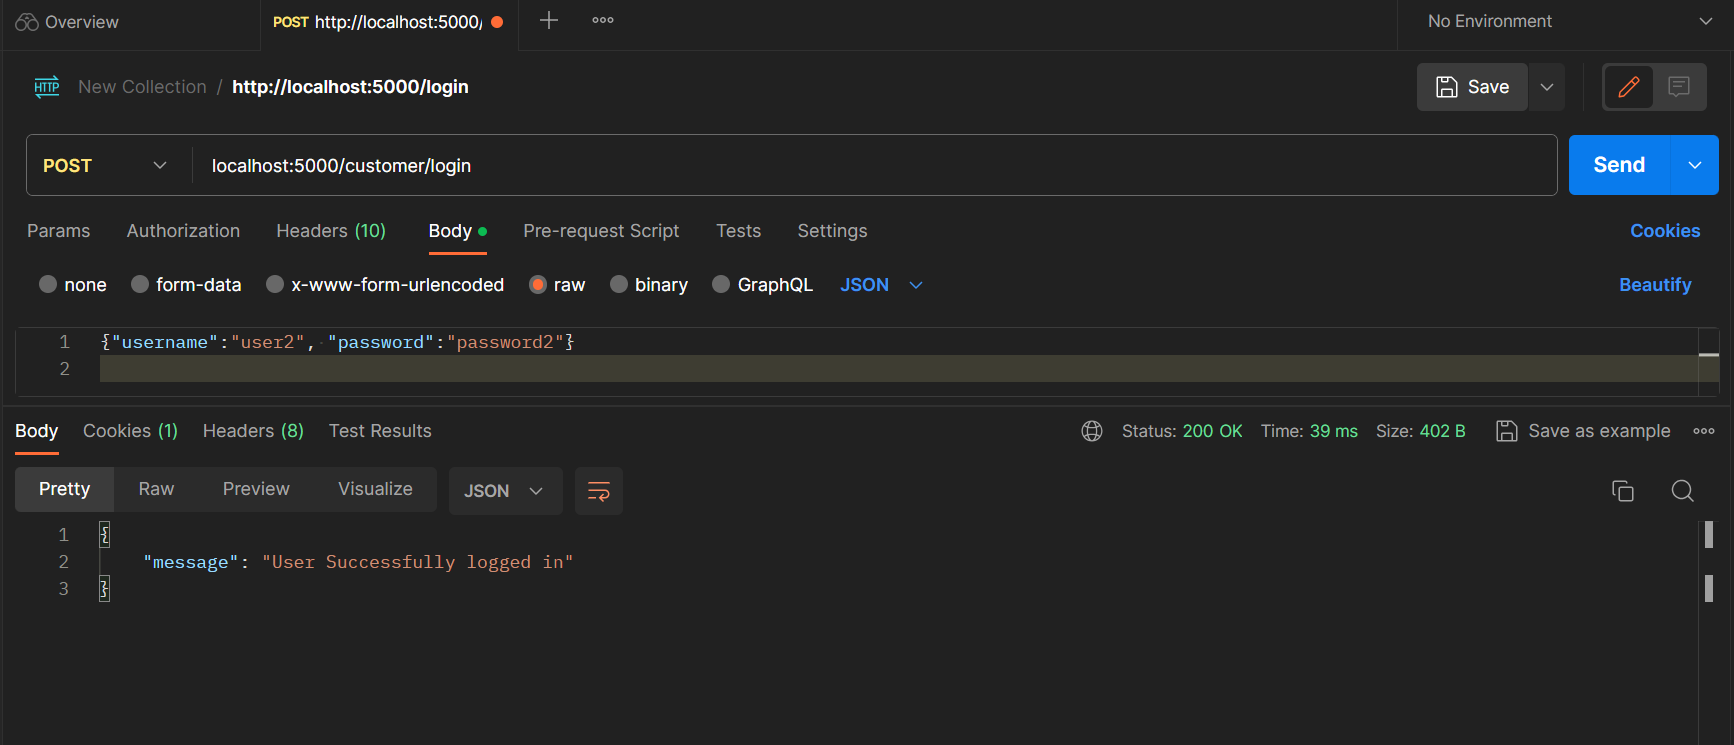 Overview POST http://localhost:5000/ No Environment
HTTP New Collection / http://localhost:5000/login Save
POST localhost:5000/customer/login Send
Params Authorization Headers (10) Body Pre-request Script Tests Settings Cookies
none form-data x-www-form-urlencoded raw binary GraphQL JSON Beautify
1 {"username":"user2", "password":"password2"}
2
Body Cookies (1) Headers (8) Test Results Status: 200 OK Time: 39 ms Size: 402 B Save as example
Pretty Raw Preview Visualize JSON
1 {
2 "message": "User Successfully logged in"
3 }